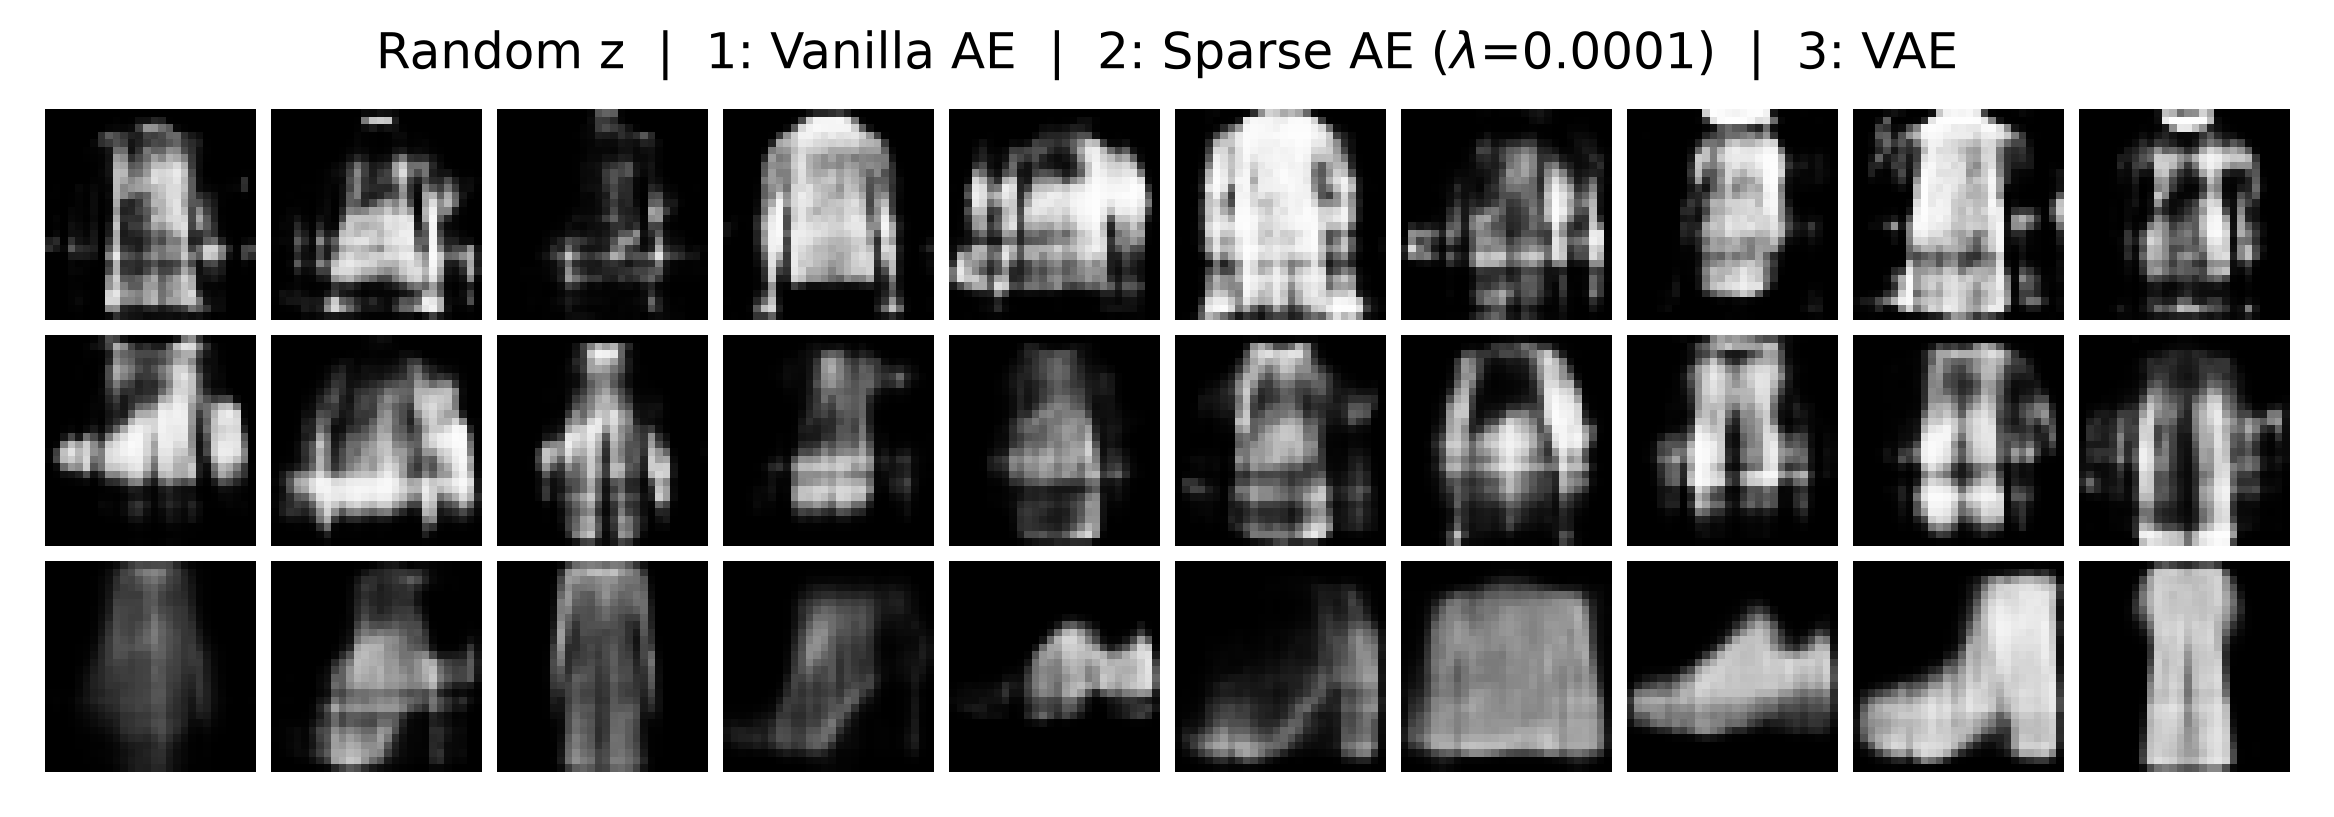 Random z | 1: Vanilla AE | 2: Sparse AE (λ=0.0001) | 3: VAE